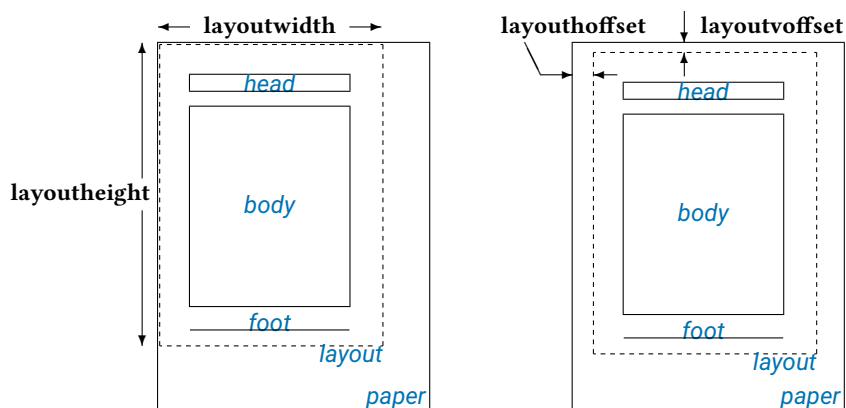 layoutwidth
layoutheight
head
body
foot
layout
paper
layouthoffset
layoutvoffset
head
body
foot
layout
paper